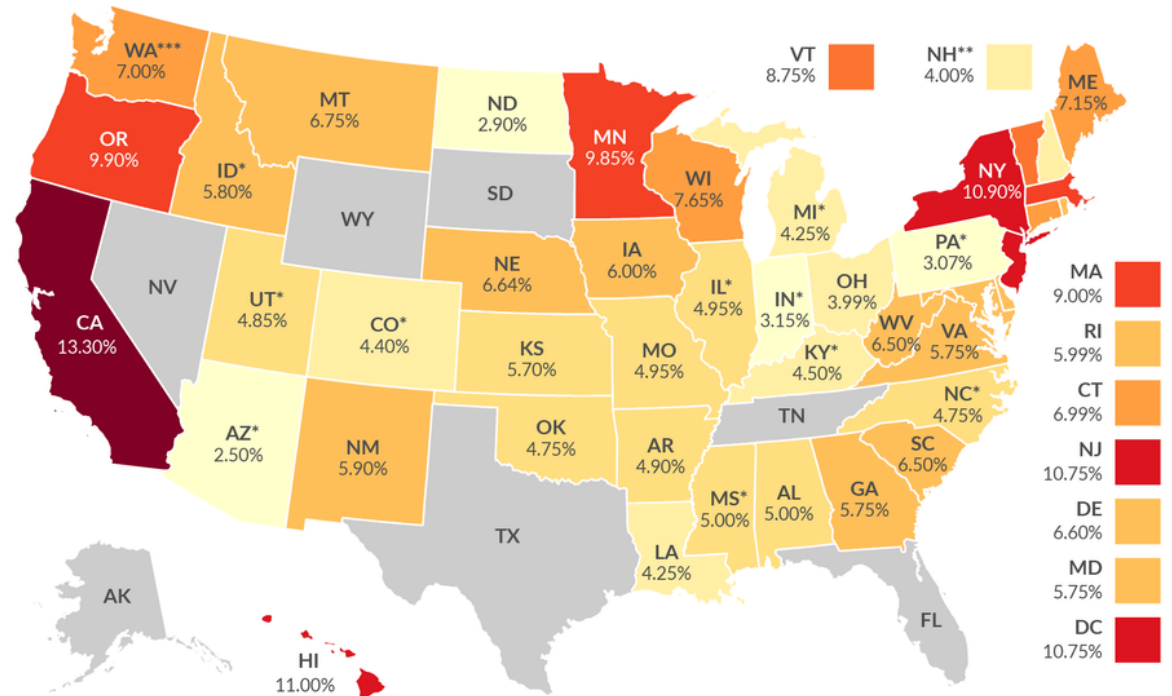 WA***
7.00%
VT
8.75%
NH**
4.00%
ME
7.15%
MT
6.75%
ND
2.90%
MN
9.85%
OR
9.90%
ID*
5.80%
WI
7.65%
NY
10.90%
SD
WY
MI*
4.25%
PA*
3.07%
IA
6.00%
NE
6.64%
MA
9.00%
NV
UT*
4.85%
IL*
4.95%
IN*
3.15%
OH
3.99%
CA
13.30%
CO*
4.40%
WV
6.50%
VA
5.75%
RI
5.99%
KS
5.70%
MO
4.95%
KY*
4.50%
CT
6.99%
NC*
4.75%
TN
AZ*
2.50%
NM
5.90%
OK
4.75%
AR
4.90%
SC
6.50%
NJ
10.75%
MS*
5.00%
AL
5.00%
GA
5.75%
DE
6.60%
TX
LA
4.25%
MD
5.75%
AK
FL
DC
10.75%
HI
11.00%